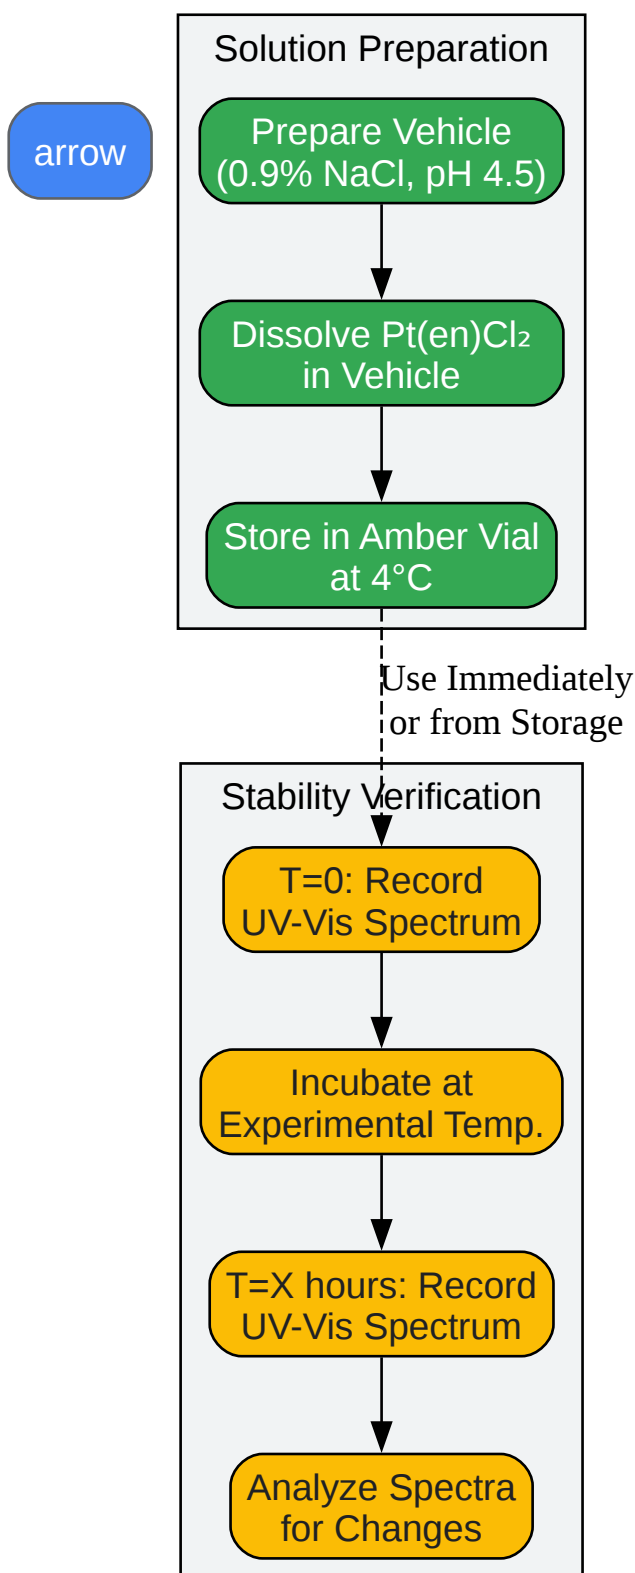 Solution Preparation
arrow
Prepare Vehicle
(0.9% NaCl, pH 4.5)
Dissolve Pt(en)Cl₂
in Vehicle
Store in Amber Vial
at 4°C
Use Immediately
or from Storage
Stability Verification
T=0: Record
UV-Vis Spectrum
Incubate at
Experimental Temp.
T=X hours: Record
UV-Vis Spectrum
Analyze Spectra
for Changes